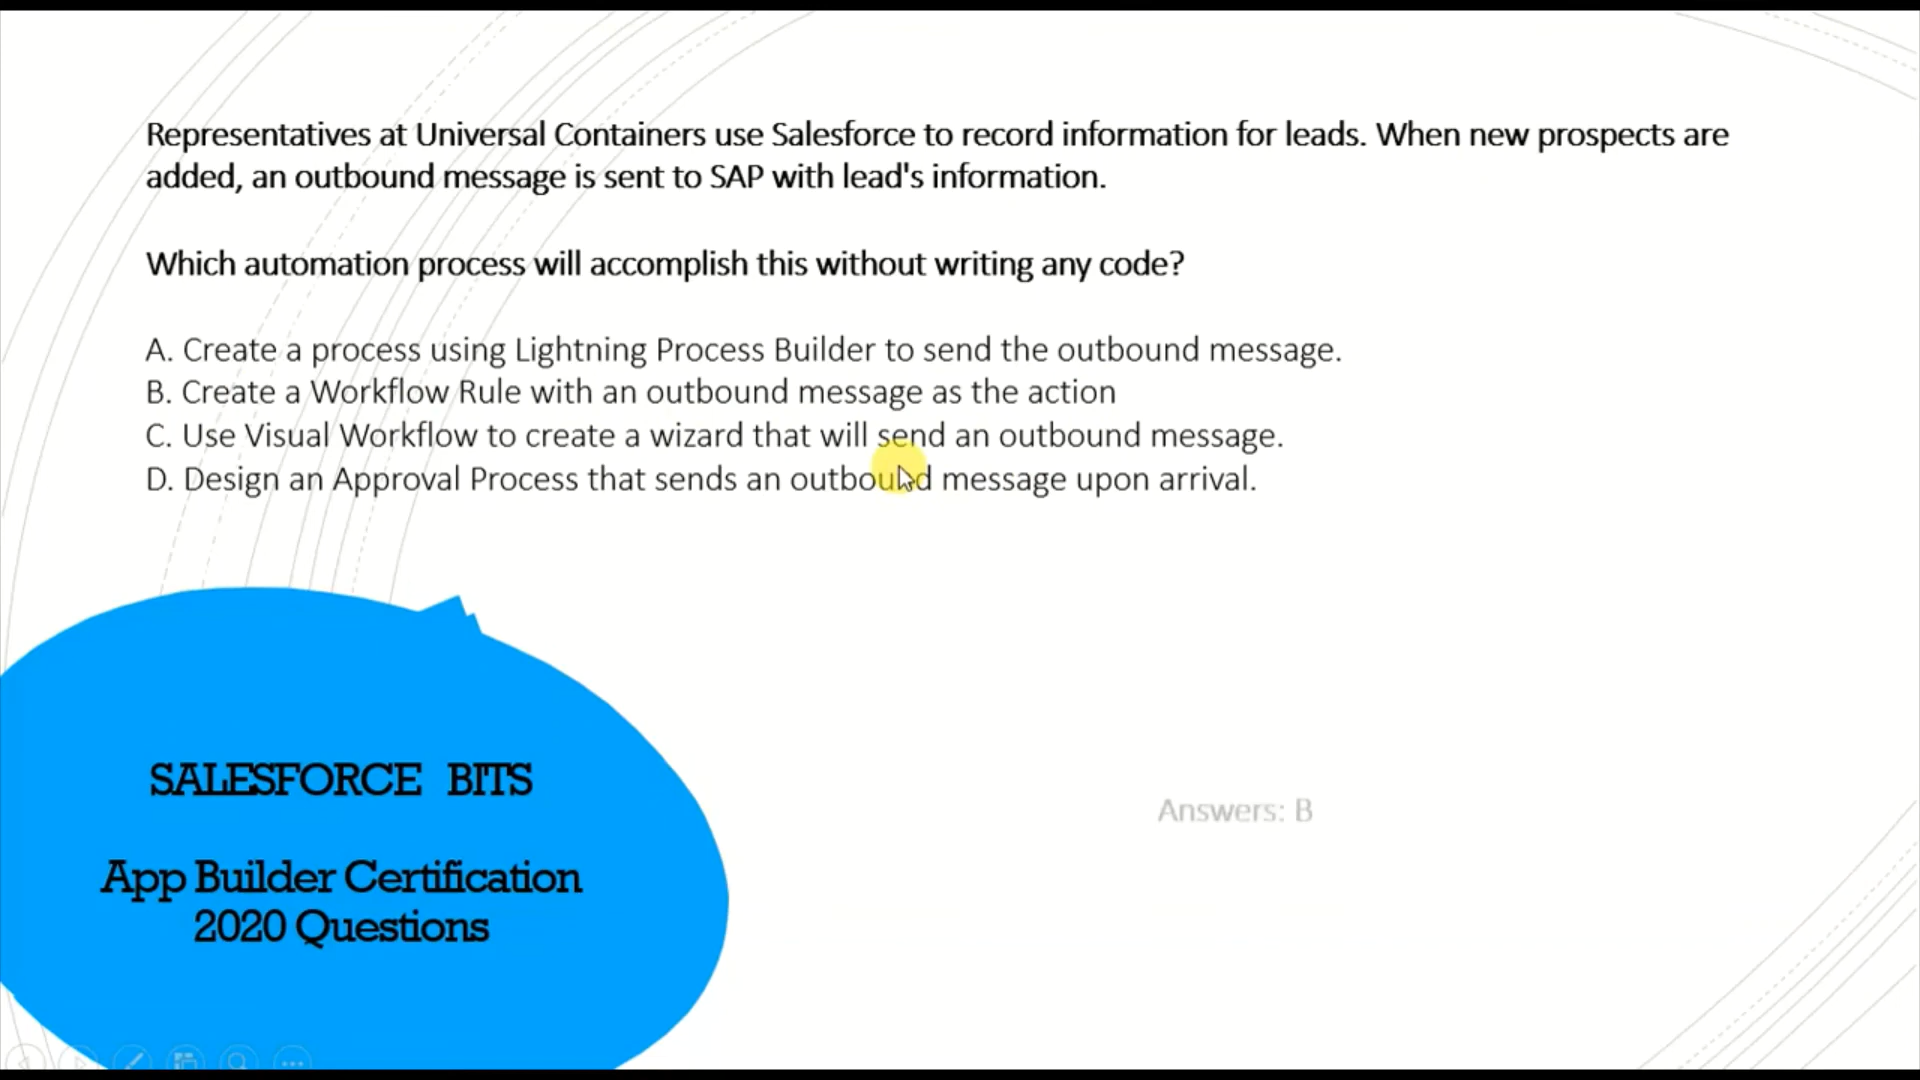 Representatives at Universal Containers use Salesforce to record information for leads. When new prospects are
added, an outbound message is sent to SAP with lead's information.
Which automation process will accomplish this without writing any code?
A. Create a process using Lightning Process Builder to send the outbound message.
B. Create a Workflow Rule with an outbound message as the action
C. Use Visual Workflow to create a wizard that will send an outbound message.
D. Design an Approval Process that sends an outbound message upon arrival.
SALESFORCE BITS
App Builder Certification
2020 Questions
Answers: B